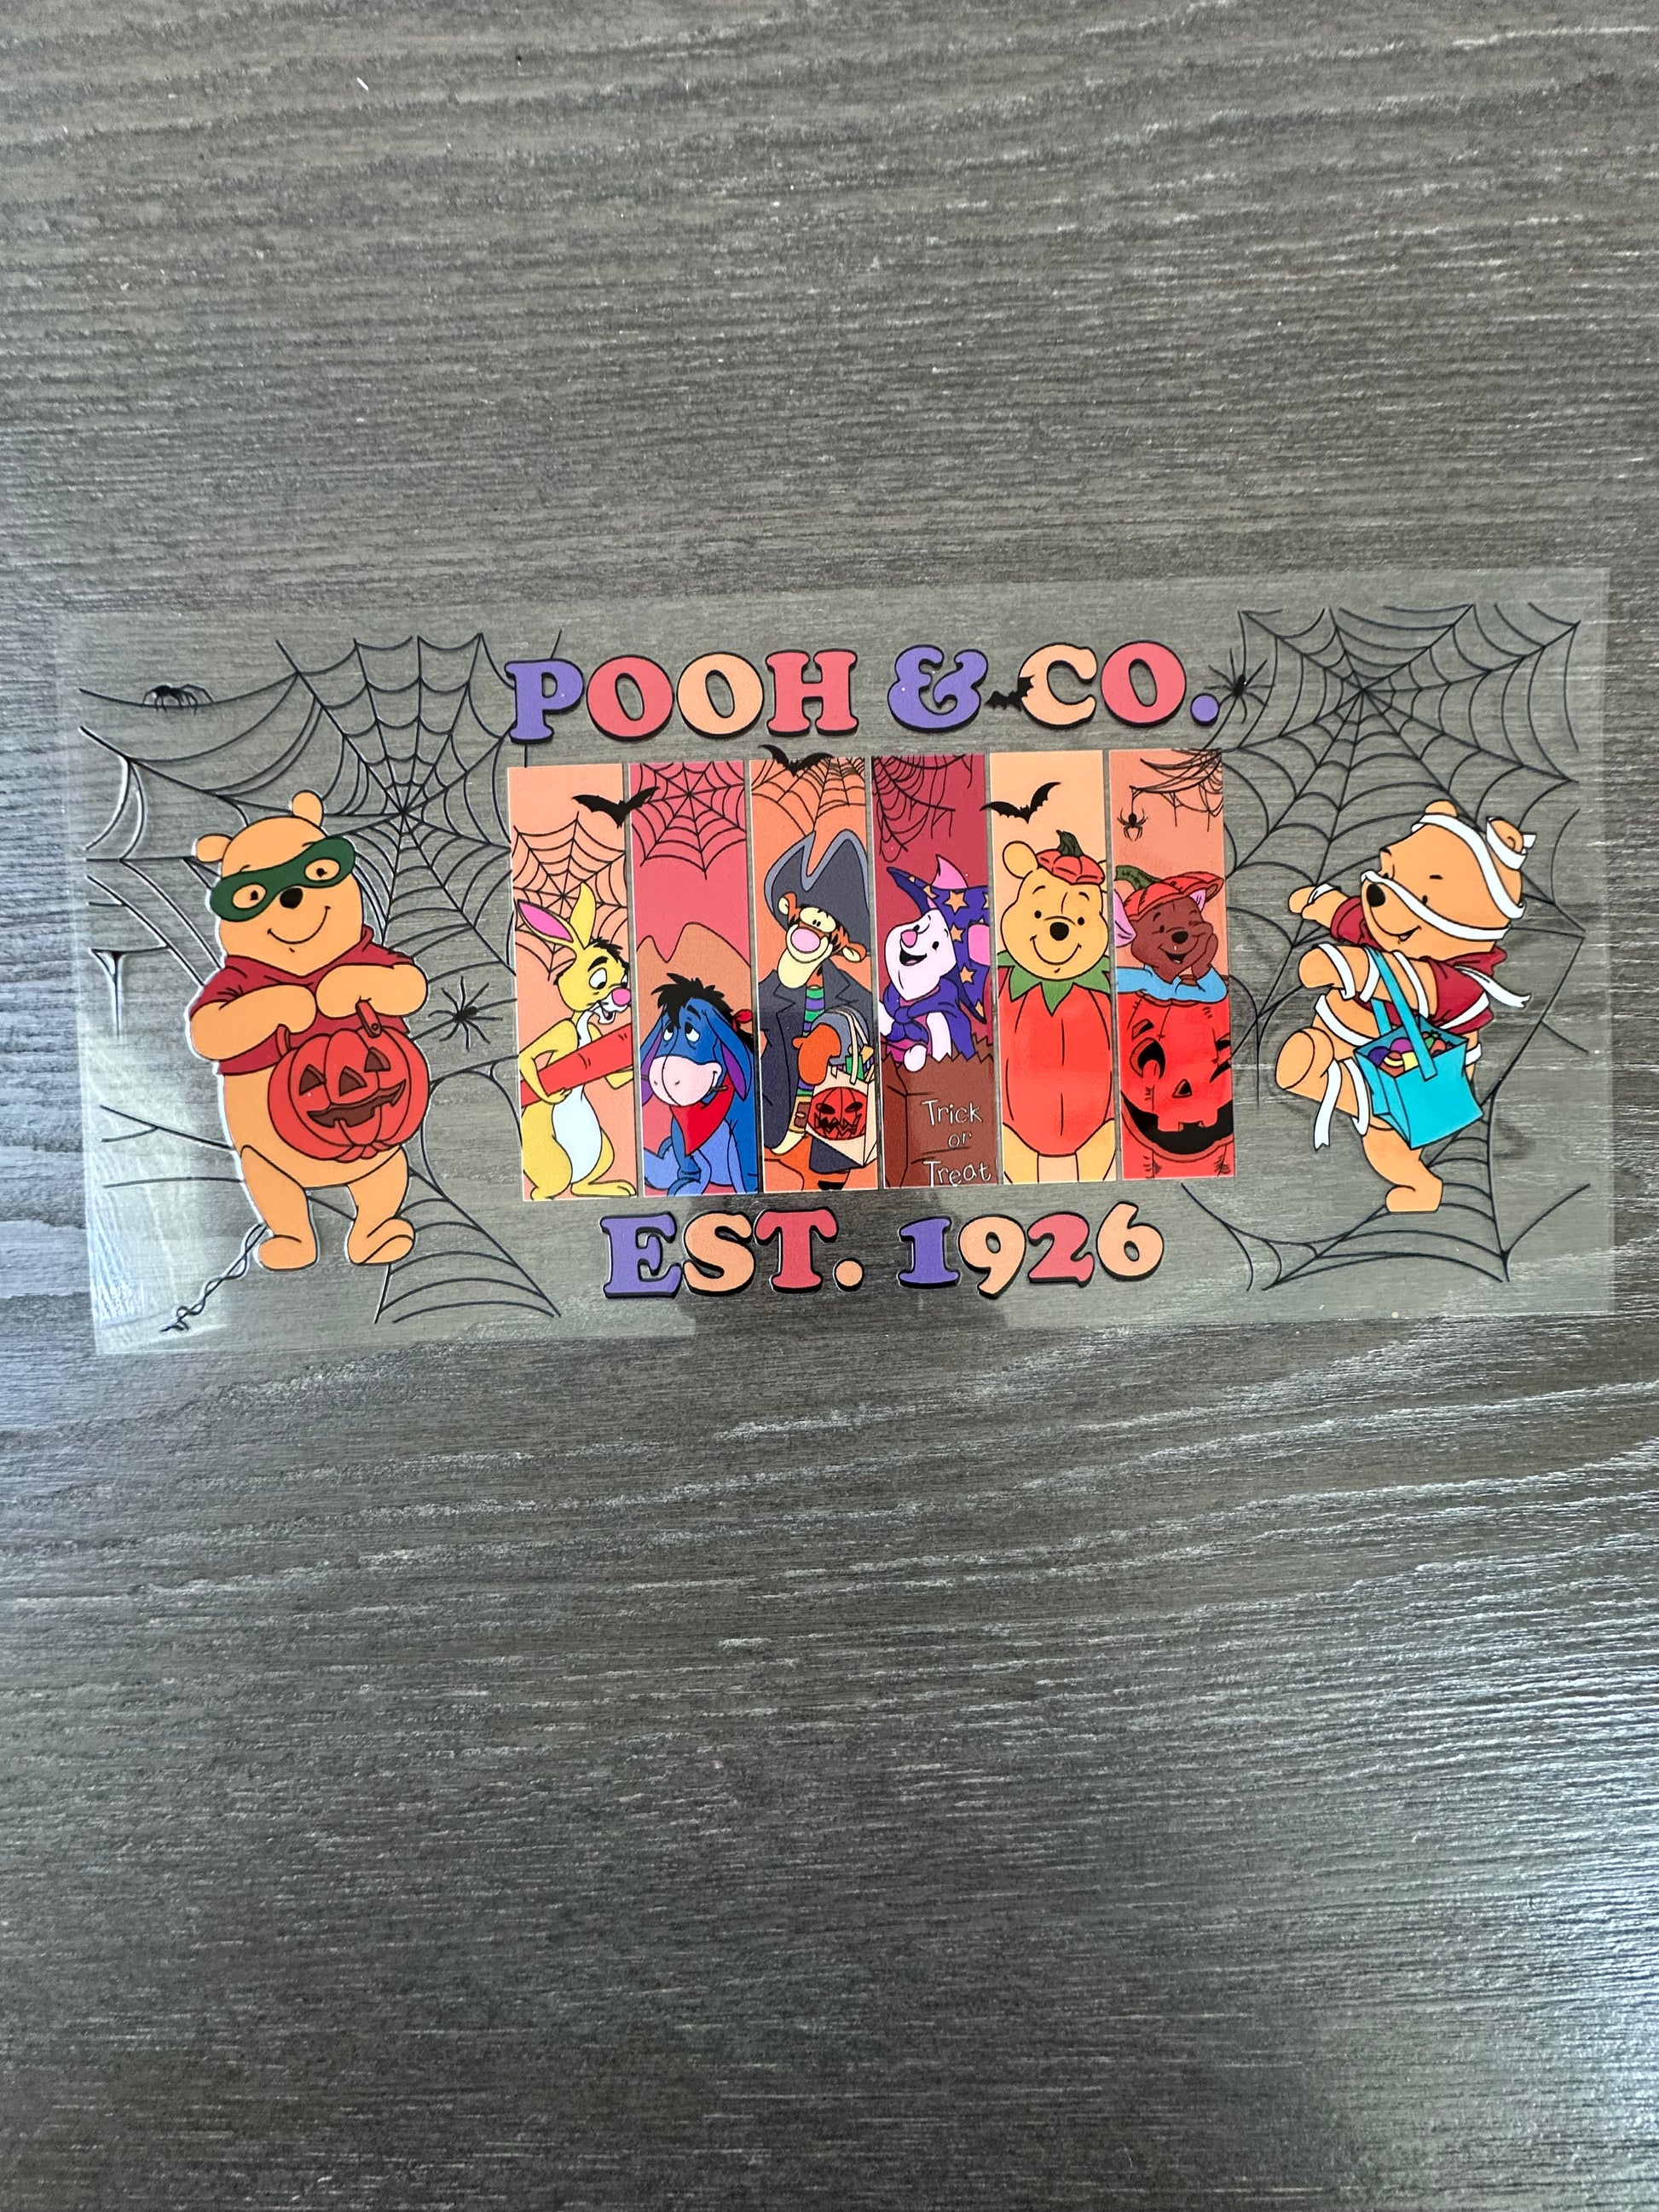 POOH & CO.
Trick
or
Treat
EST. 1926